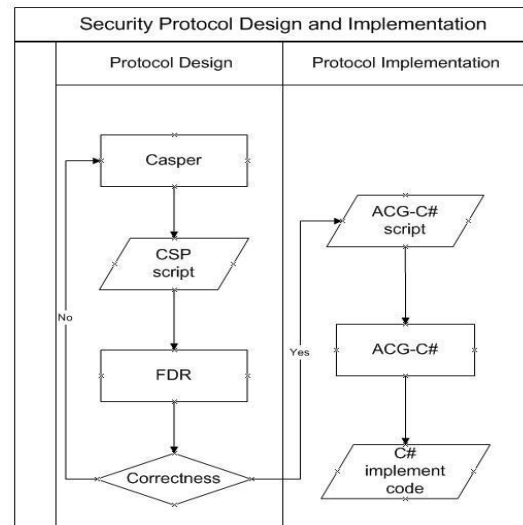 Security Protocol Design and Implementation
Protocol Design
Protocol Implementation
Casper
CSP
script
FDR
Correctness
No
Yes
ACG-C#
script
ACG-C#
C#
implement
code